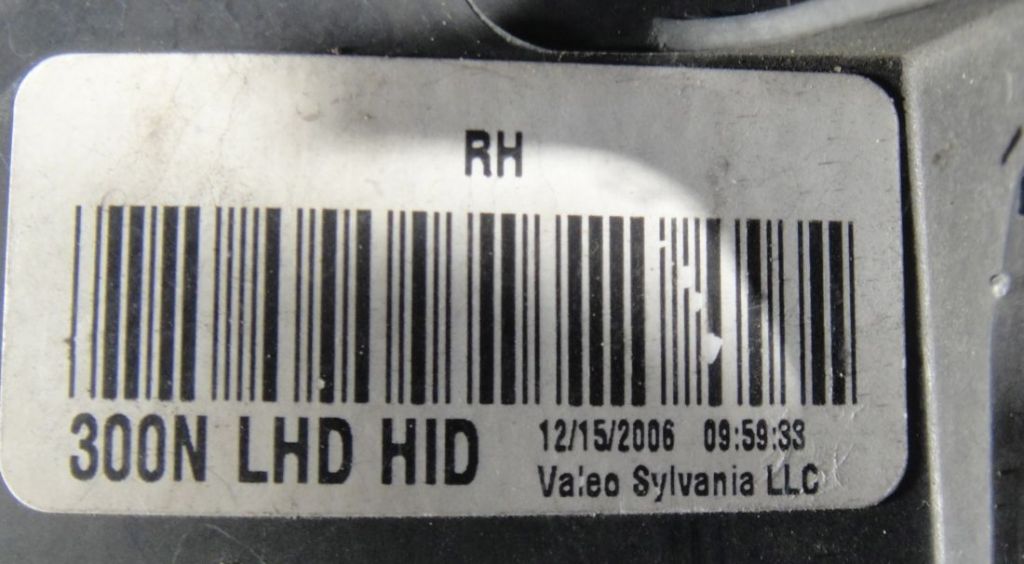 RH
300N LHD HID
12/15/2006 09:59:33
Valeo Sylvania LLC